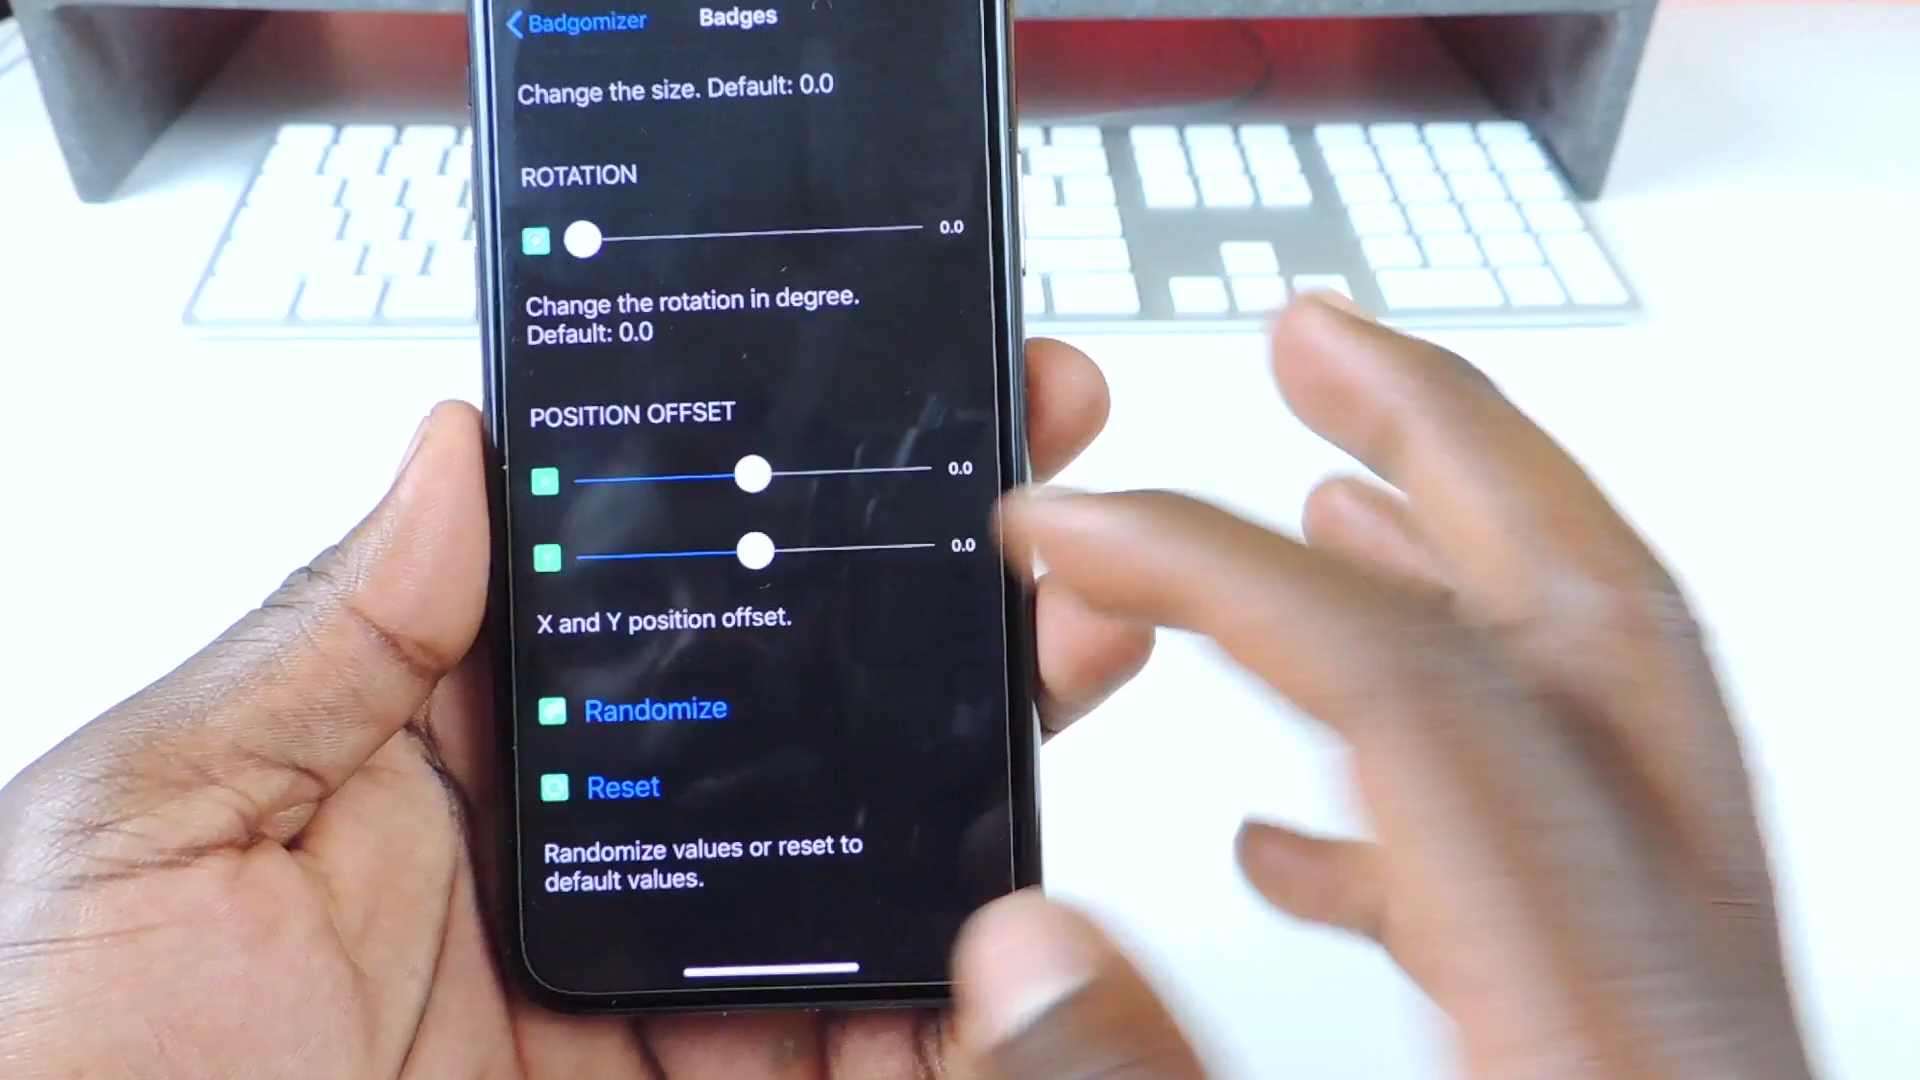 Badgomizer Badges
Change the size. Default: 0.0
ROTATION
0.0
Change the rotation in degree.
Default: 0.0
POSITION OFFSET
0.0
0.0
X and Y position offset.
Randomize
Reset
Randomize values or reset to
default values.